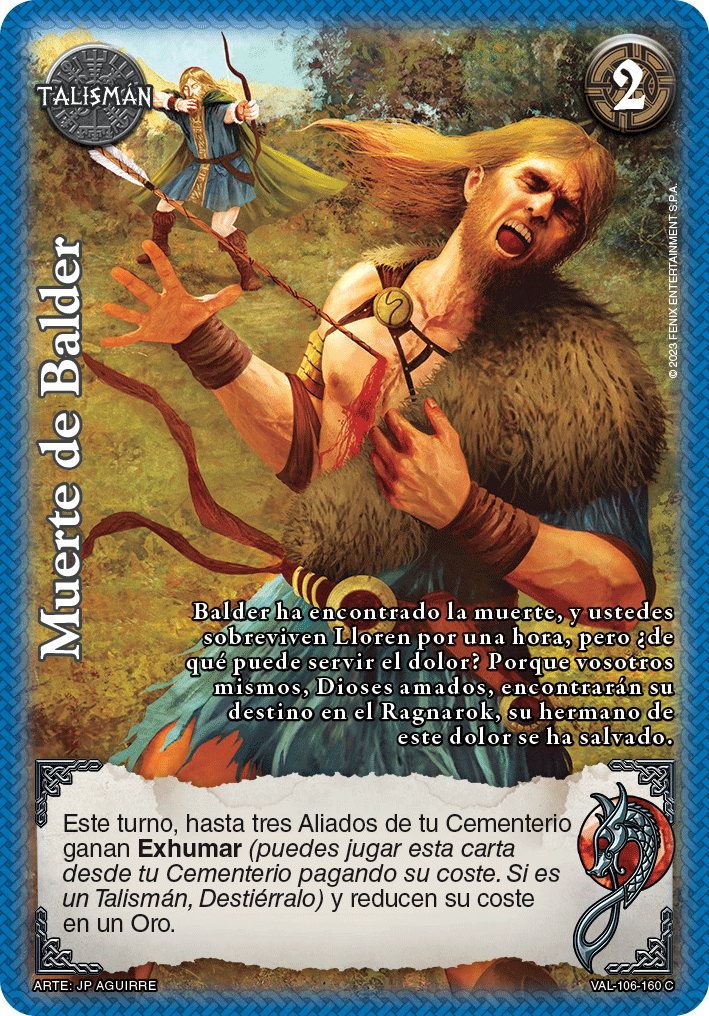 TALISMÁN
2
© 2023 FENIX ENTERTAINMENT S.P.A.
Muerte de Balder
Balder ha encontrado la muerte, y ustedes
sobreviven Lloren por una hora, pero ¿de
qué puede servir el dolor? Porque vosotros
mismos, Dioses amados, encontrarán su
destino en el Ragnarok, su hermano de
este dolor se ha salvado.
Este turno, hasta tres Aliados de tu Cementerio
ganan Exhumar (puedes jugar esta carta
desde tu Cementerio pagando su coste. Si es
un Talismán, Destiérralo) y reducen su coste
en un Oro.
ARTE: JP AGUIRRE
VAL-106-160 C